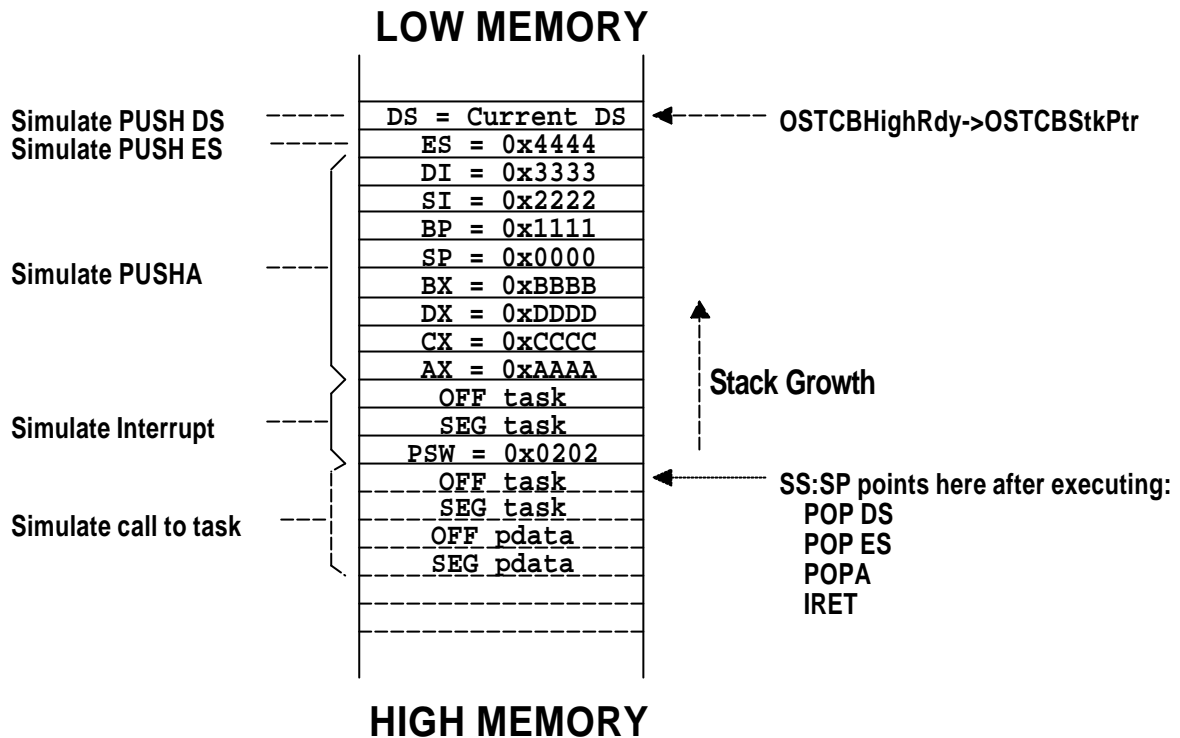 LOW MEMORY
Simulate PUSH DS
DS = Current DS
OSTCBHighRdy->OSTCBStkPtr
Simulate PUSH ES
ES = 0x4444
DI = 0x3333
SI = 0x2222
BP = 0x1111
SP = 0x0000
Simulate PUSHA
BX = 0xBBBB
DX = 0xDDDD
CX = 0xCCCC
AX = 0xAAAA
Stack Growth
OFF task
SEG task
Simulate Interrupt
PSW = 0x0202
OFF task
SS:SP points here after executing:
SEG task
POP DS
Simulate call to task
OFF pdata
POP ES
SEG pdata
POPA
IRET
HIGH MEMORY